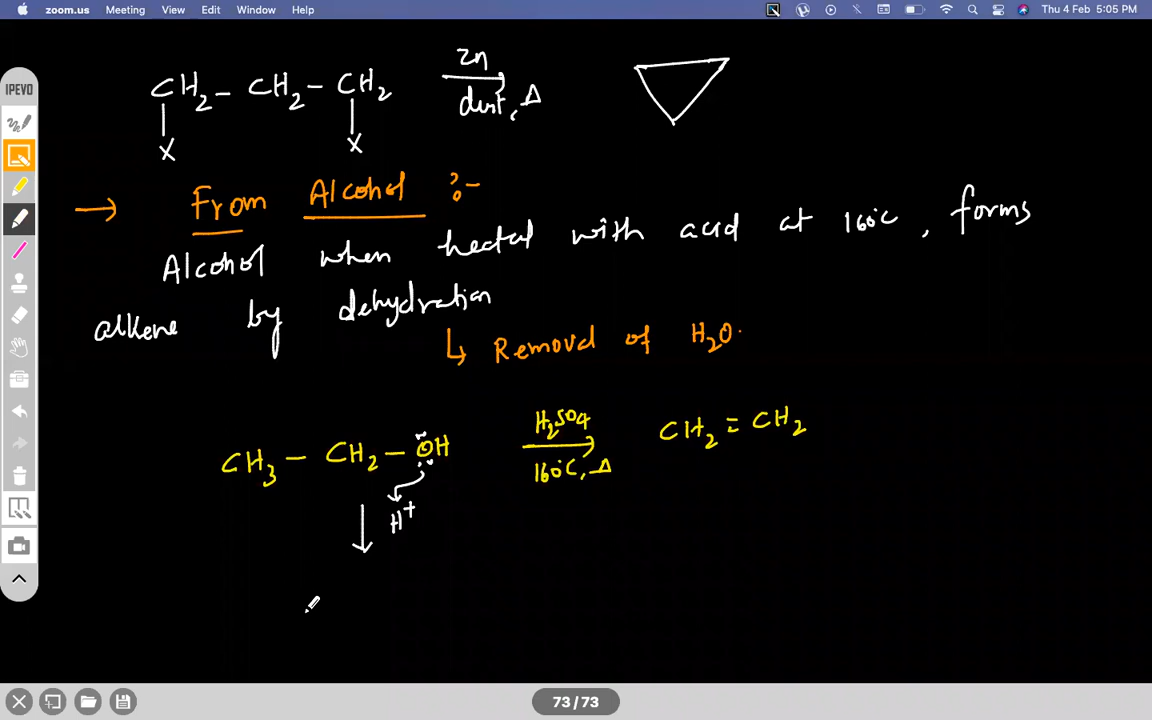 zoom.us Meeting View Edit Window Help Thu 4 Feb 5:05 PM
IPEVO
CH₂ – CH₂ – CH₂ Zn dust, Δ
X X
→ From Alcohol :-
Alcohol when heated with acid at 160°C, forms
alkene by dehydration
↳ Removal of H₂O.
CH₃ – CH₂ – OH H₂SO₄ 160°C, Δ CH₂ = CH₂
H⁺
73 / 73